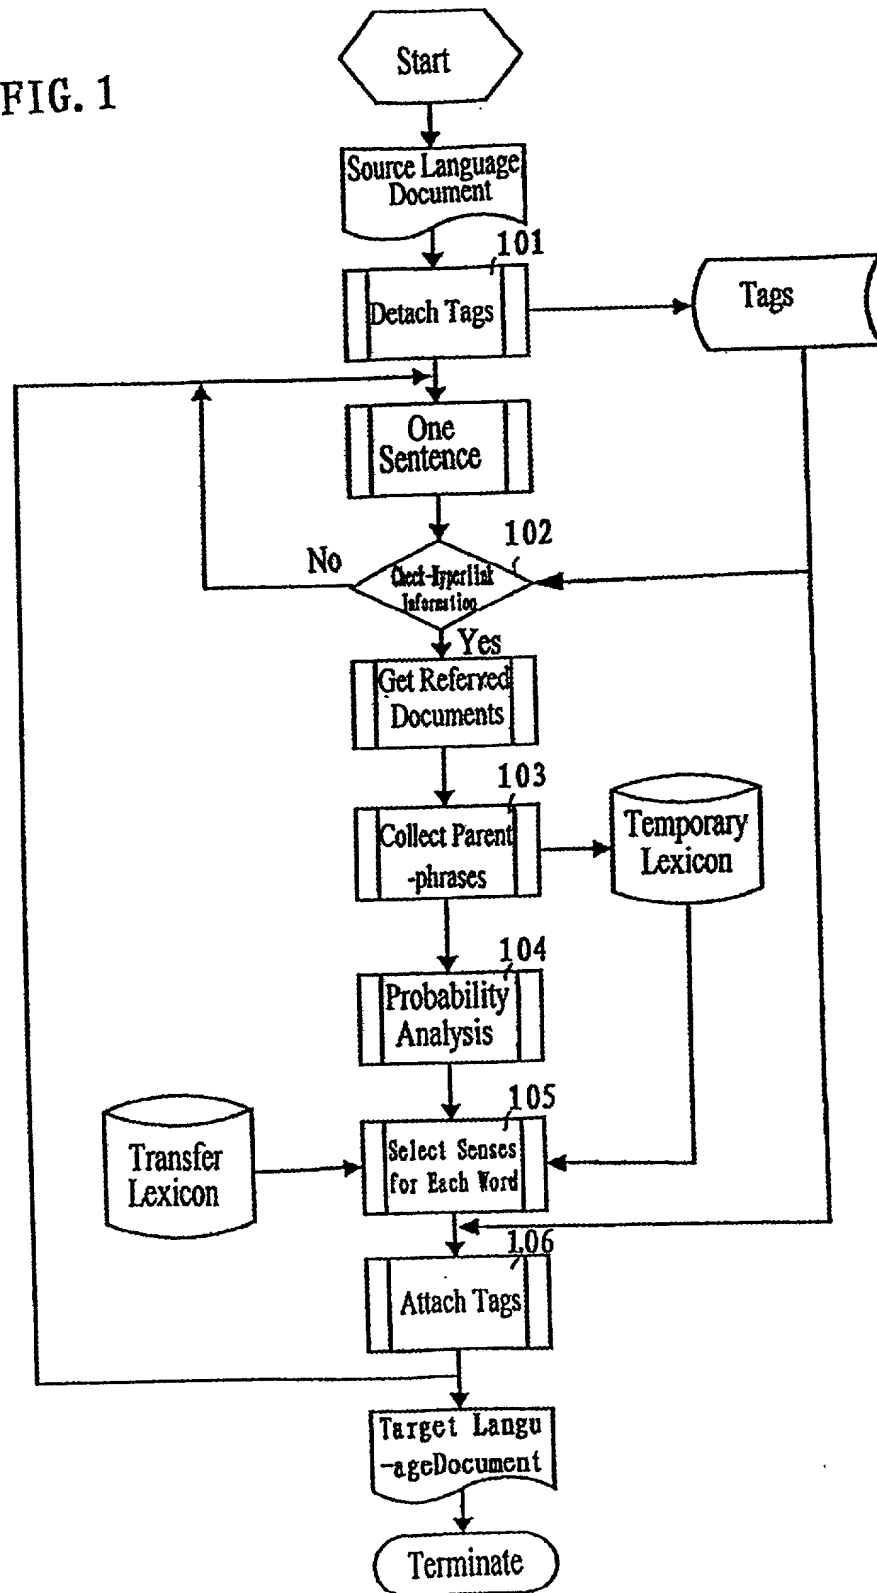 FIG. 1
Start
Source Language
Document
101
Detach Tags
Tags
One
Sentence
102
No
Check-Hyperlink
Information
Yes
Get Referred
Documents
103
Collect Parent
-phrases
Temporary
Lexicon
104
Probability
Analysis
105
Transfer
Lexicon
Select Senses
for Each Word
106
Attach Tags
Target Langu
-ageDocument
Terminate